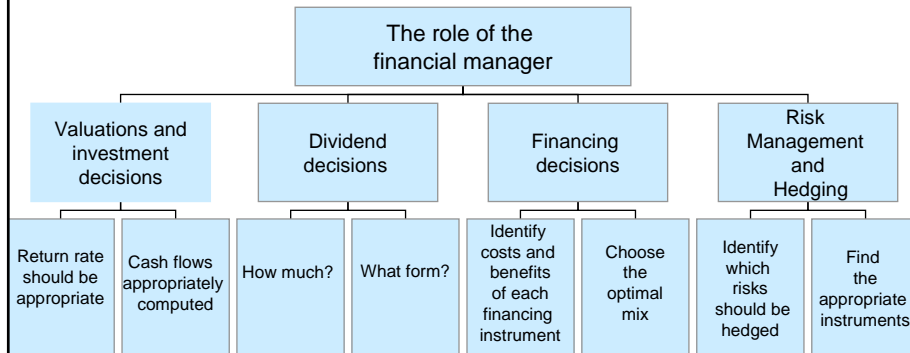 The role of the
financial manager
Valuations and
investment
decisions
Dividend
decisions
Financing
decisions
Risk
Management
and
Hedging
Return rate
should be
appropriate
Cash flows
appropriately
computed
How much?
What form?
Identify
costs and
benefits
of each
financing
instrument
Choose
the
optimal
mix
Identify
which
risks
should be
hedged
Find
the
appropriate
instruments